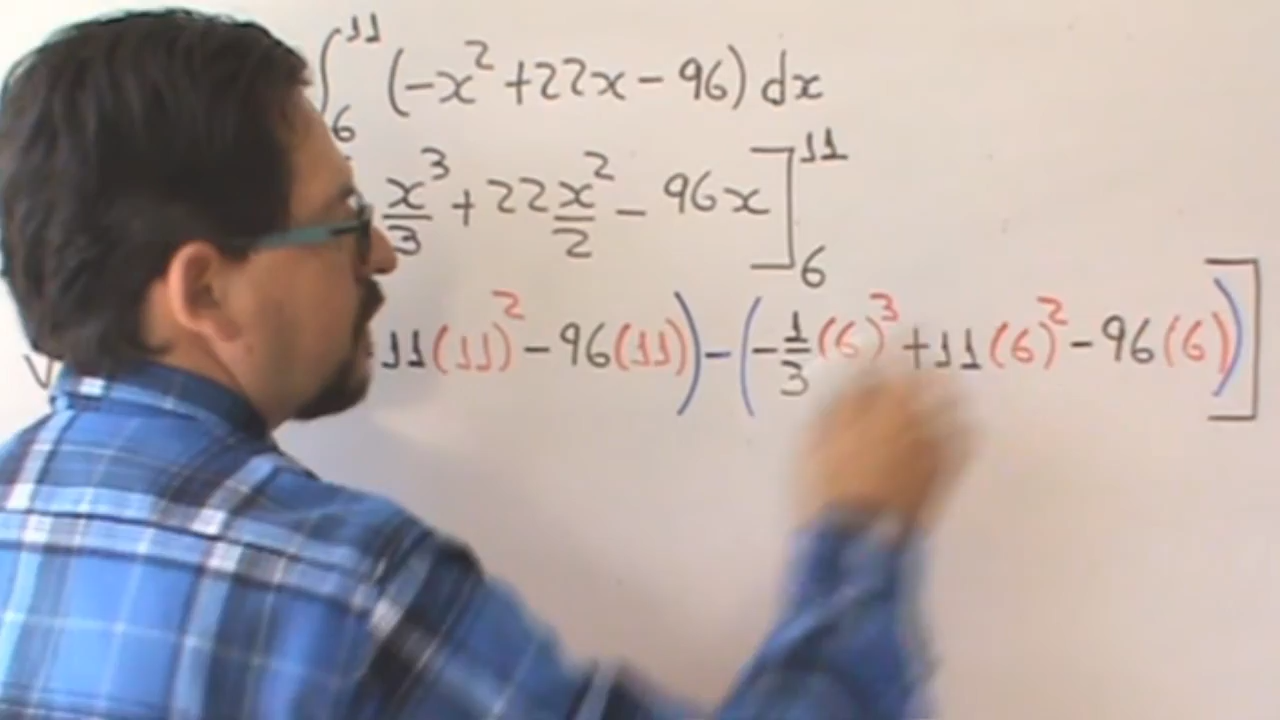 ∫₆¹¹ (-x² + 22x - 96) dx
x³/3 + 22 x²/2 - 96x ]₆¹¹
11(11)² - 96(11)) - (-1/3(6)³ + 11(6)² - 96(6))]